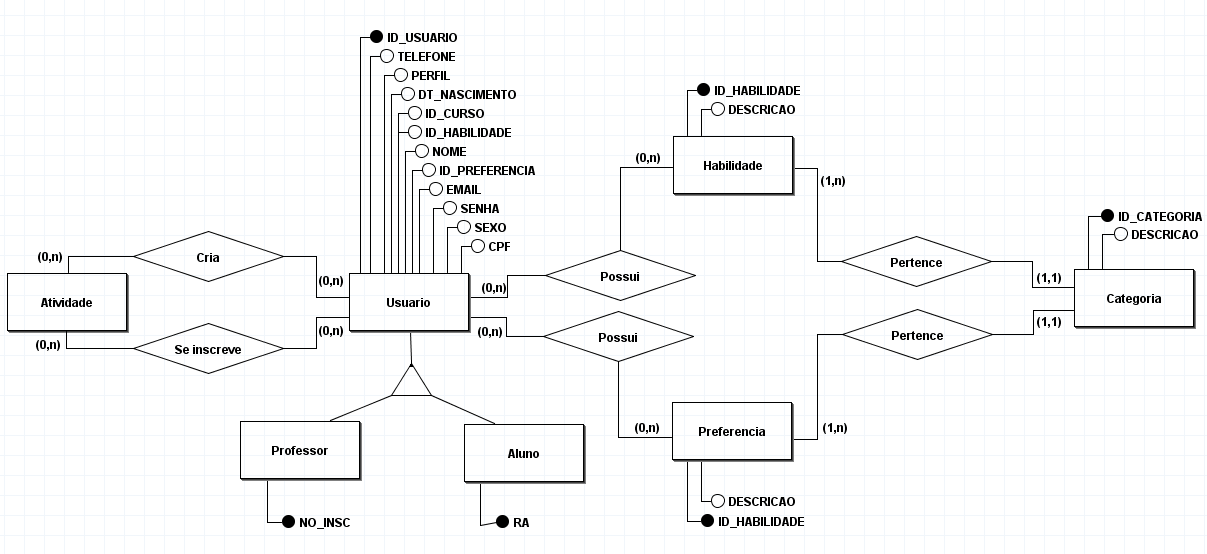 ID_USUARIO
TELEFONE
PERFIL
DT_NASCIMENTO
ID_CURSO
ID_HABILIDADE
NOME
ID_PREFERENCIA
EMAIL
SENHA
SEXO
CPF
ID_HABILIDADE
DESCRICAO
(0,n)
Habilidade
(1,n)
ID_CATEGORIA
DESCRICAO
(0,n)
Cria
(0,n)
(0,n)
Possui
Pertence
(1,1)
Atividade
Usuario
Categoria
(0,n)
Se inscreve
(0,n)
(0,n)
Possui
Pertence
(1,1)
Professor
Aluno
(0,n)
Preferencia
(1,n)
NO_INSC
RA
DESCRICAO
ID_HABILIDADE